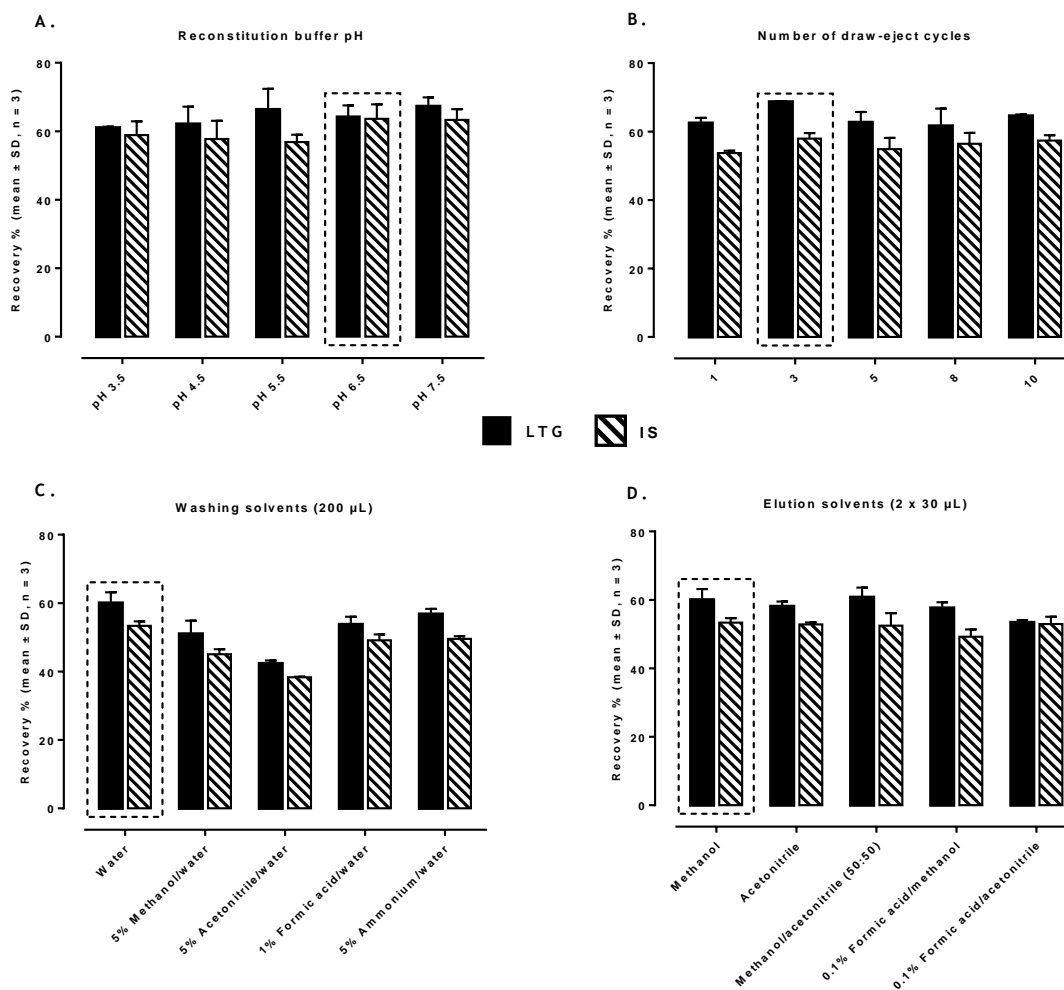 A.
Reconstitution buffer pH
Recovery % (mean ± SD, n = 3)
80
60
40
20
0
pH 3.5
pH 4.5
pH 5.5
pH 6.5
pH 7.5
B.
Number of draw-eject cycles
Recovery % (mean ± SD, n = 3)
80
60
40
20
0
1
3
5
8
10
LTG
IS
C.
Washing solvents (200 µL)
Recovery % (mean ± SD, n = 3)
80
60
40
20
0
Water
5% Methanol/water
5% Acetonitrile/water
1% Formic acid/water
5% Ammonium/water
D.
Elution solvents (2 x 30 µL)
Recovery % (mean ± SD, n = 3)
80
60
40
20
0
Methanol
Acetonitrile
Methanol/acetonitrile (50:50)
0.1% Formic acid/methanol
0.1% Formic acid/acetonitrile